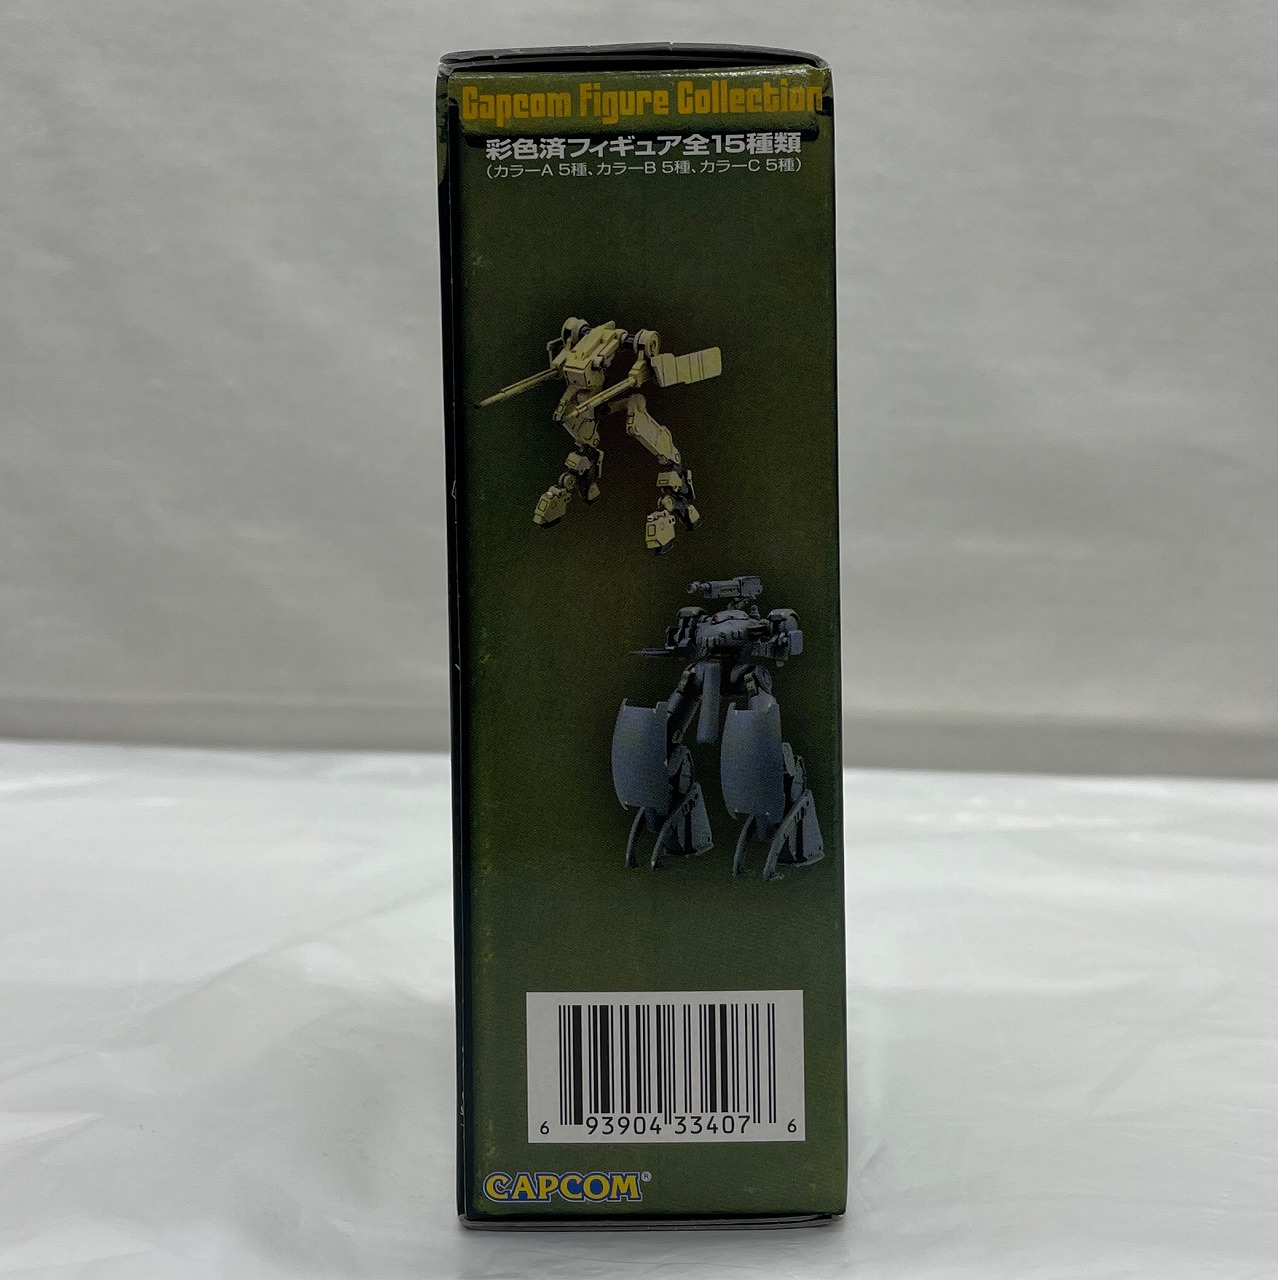 Capcom Figure Collection
彩色済フィギュア全15種類
(カラーA 5種、カラーB 5種、カラーC 5種)
6 93904 33407 6
CAPCOM®